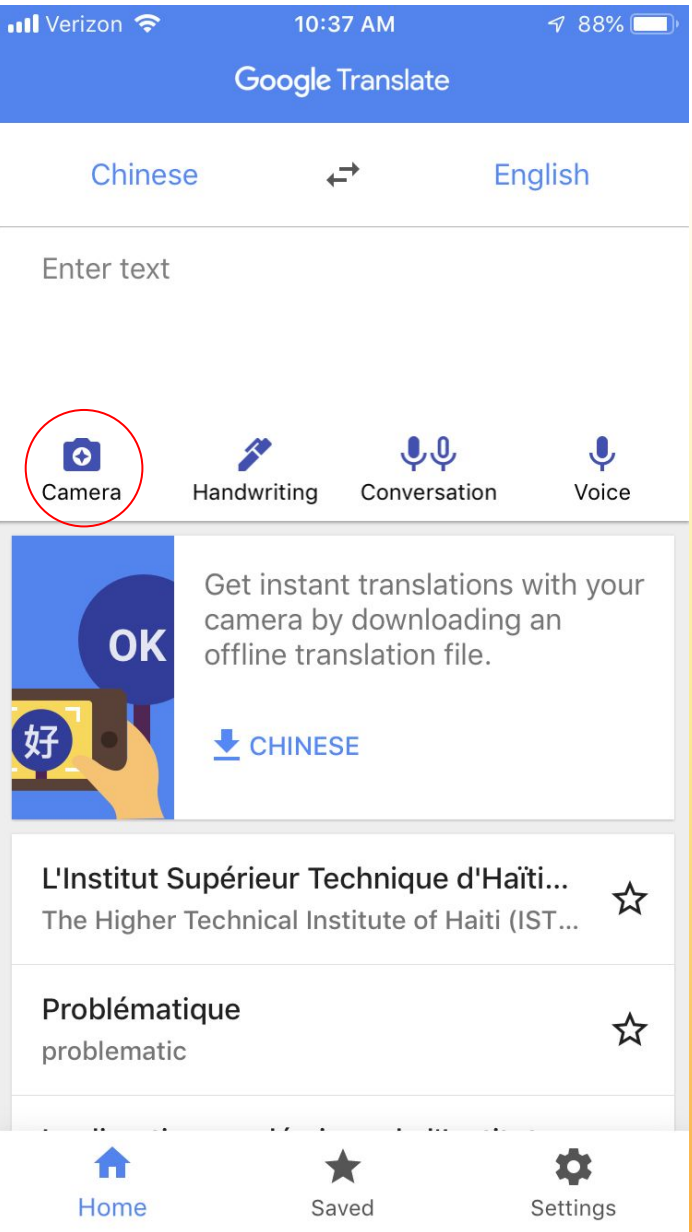 Verizon 10:37 AM 88%
Google Translate
Chinese English
Enter text
Camera Handwriting Conversation Voice
Get instant translations with your
camera by downloading an
offline translation file.
OK
好
CHINESE
L'Institut Supérieur Technique d'Haïti...
The Higher Technical Institute of Haiti (IST...
Problématique
problematic
Home Saved Settings